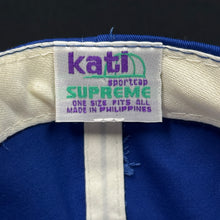 kati
sportcap
SUPREME
ONE SIZE FITS ALL
MADE IN PHILIPPINES